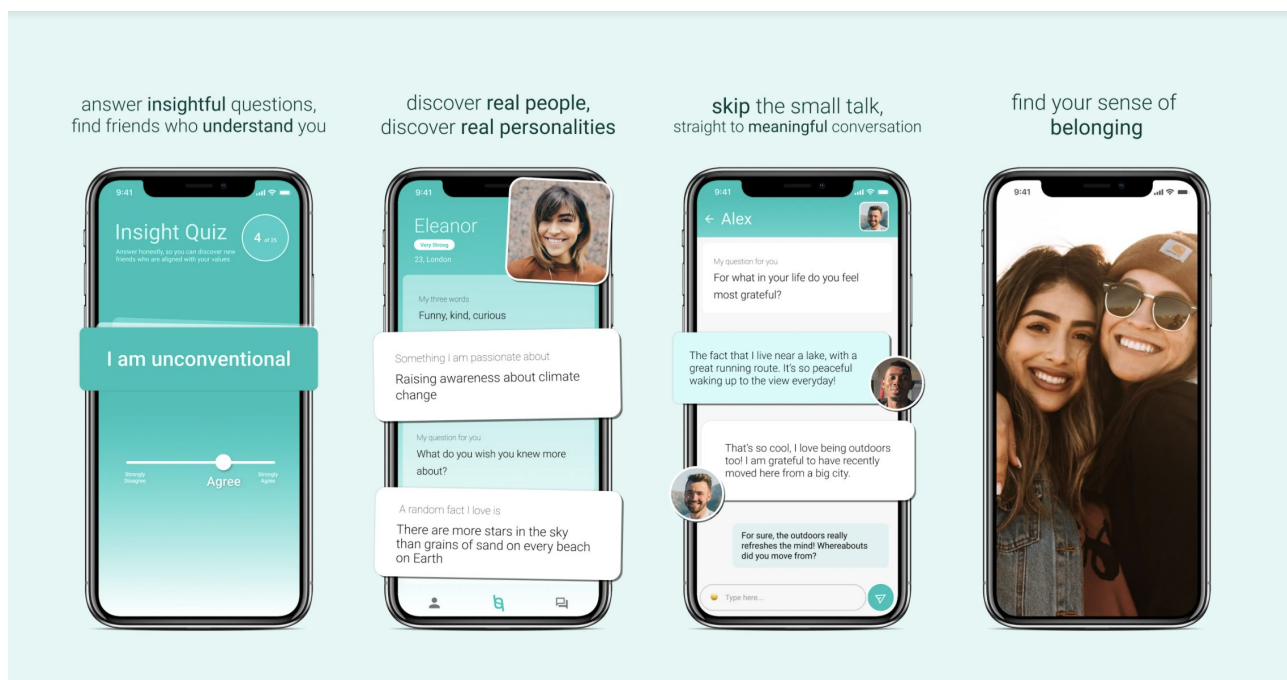 answer insightful questions,
find friends who understand you
9:41
Insight Quiz
4 of 25
Answer honestly, so you can discover new
friends who are aligned with your values
I am unconventional
Strongly
Disagree
Agree
Strongly
Agree
discover real people,
discover real personalities
9:41
Eleanor
Very Strong
23, London
My three words
Funny, kind, curious
Something I am passionate about
Raising awareness about climate
change
My question for you
What do you wish you knew more
about?
A random fact I love is
There are more stars in the sky
than grains of sand on every beach
on Earth
skip the small talk,
straight to meaningful conversation
9:41
← Alex
My question for you
For what in your life do you feel
most grateful?
The fact that I live near a lake, with a
great running route. It's so peaceful
waking up to the view everyday!
That's so cool, I love being outdoors
too! I am grateful to have recently
moved here from a big city.
For sure, the outdoors really
refreshes the mind! Whereabouts
did you move from?
Type here...
find your sense of
belonging
9:41